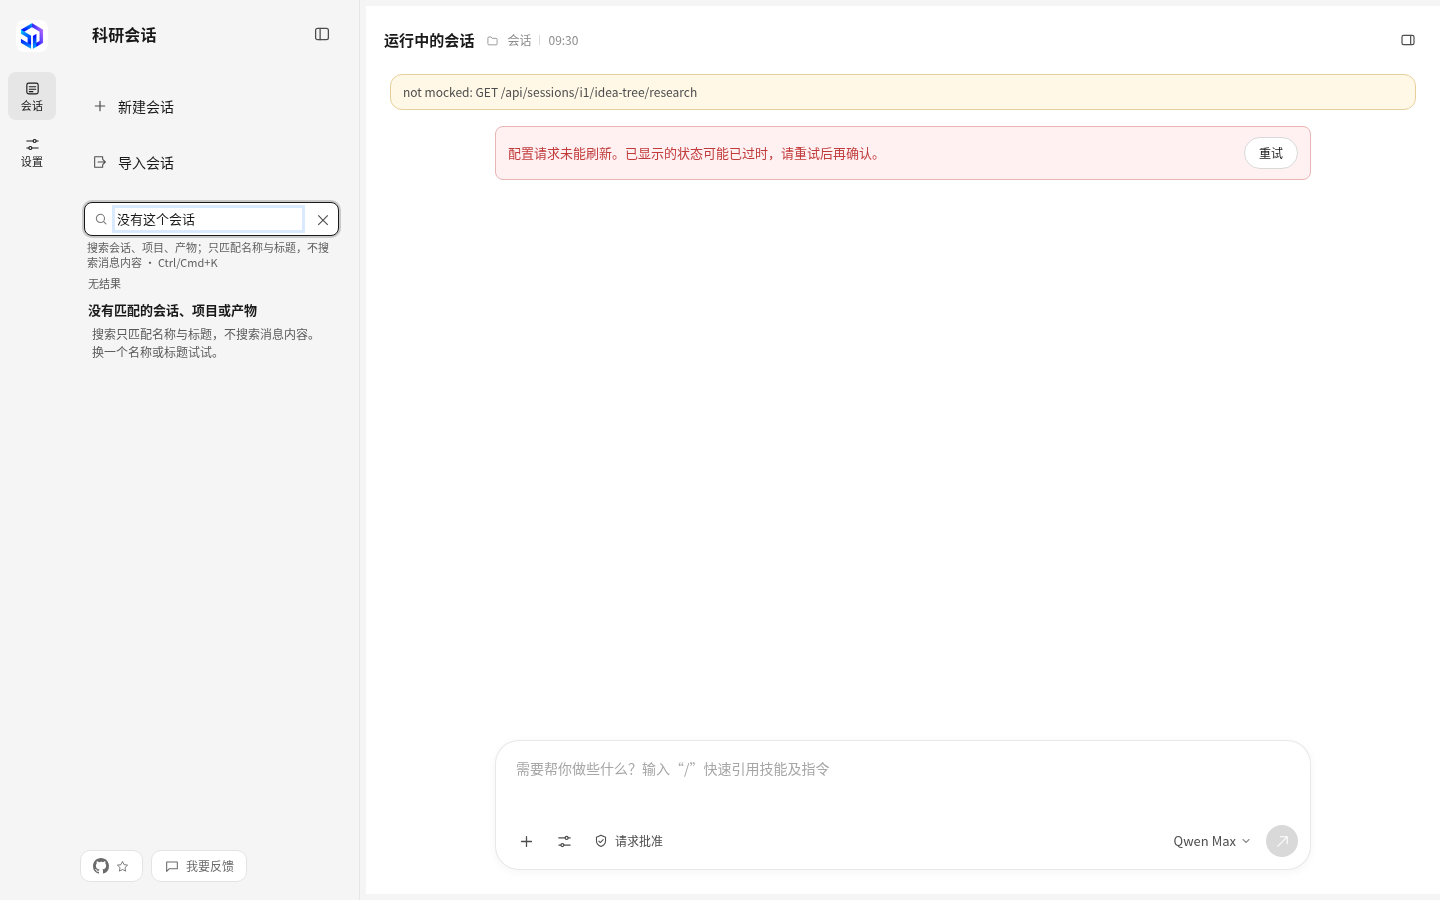 会话
设置
科研会话
新建会话
导入会话
没有这个会话
搜索会话、项目、产物；只匹配名称与标题，不搜
索消息内容 · Ctrl/Cmd+K
无结果
没有匹配的会话、项目或产物
搜索只匹配名称与标题，不搜索消息内容。
换一个名称或标题试试。
我要反馈
运行中的会话 会话 09:30
not mocked: GET /api/sessions/i1/idea-tree/research
配置请求未能刷新。已显示的状态可能已过时，请重试后再确认。 重试
需要帮你做些什么？输入“/”快速引用技能及指令
请求批准 Qwen Max